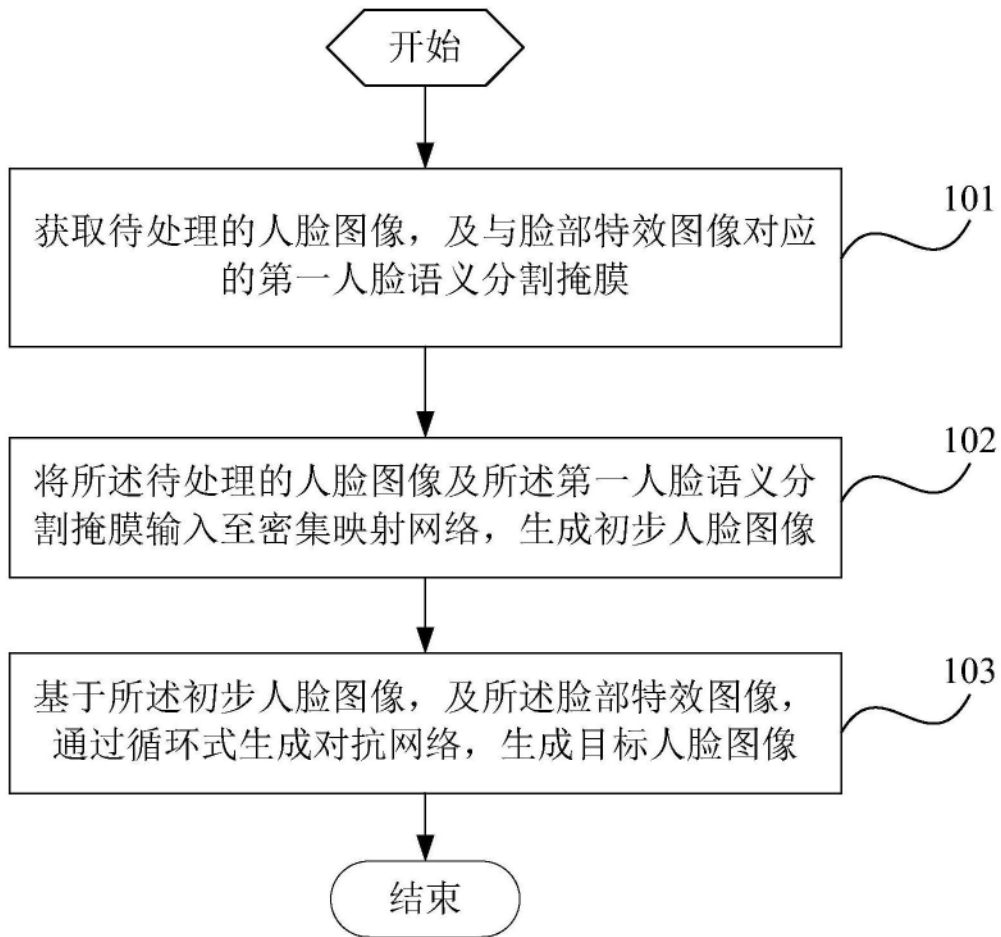 开始
获取待处理的人脸图像，及与脸部特效图像对应
的第一人脸语义分割掩膜
101
将所述待处理的人脸图像及所述第一人脸语义分
割掩膜输入至密集映射网络，生成初步人脸图像
102
基于所述初步人脸图像，及所述脸部特效图像，
通过循环式生成对抗网络，生成目标人脸图像
103
结束